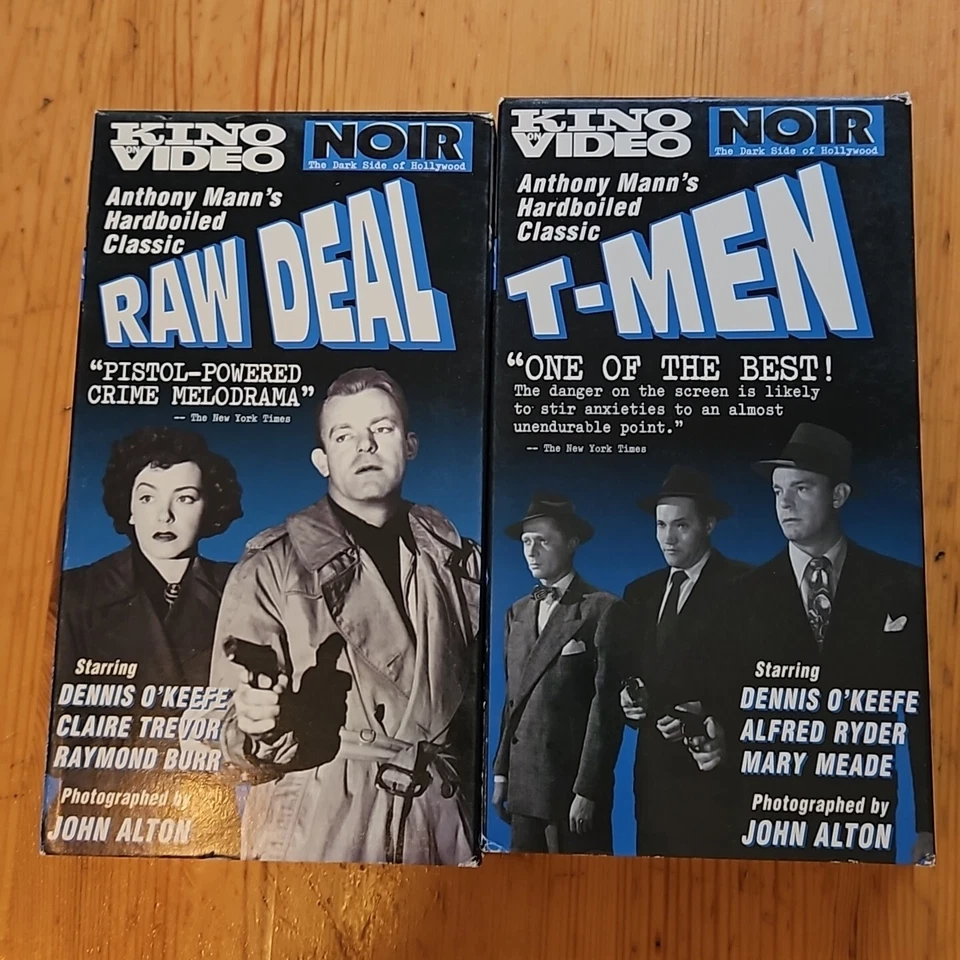 KINO
ON
VIDEO
NOIR
The Dark Side of Hollywood
Anthony Mann's
Hardboiled
Classic
RAW DEAL
“PISTOL-POWERED
CRIME MELODRAMA”
-- The New York Times
Starring
DENNIS O'KEEFE
CLAIRE TREVOR
RAYMOND BURR
Photographed by
JOHN ALTON
KINO
ON
VIDEO
NOIR
The Dark Side of Hollywood
Anthony Mann's
Hardboiled
Classic
T-MEN
“ONE OF THE BEST!
The danger on the screen is likely
to stir anxieties to an almost
unendurable point.”
-- The New York Times
Starring
DENNIS O'KEEFE
ALFRED RYDER
MARY MEADE
Photographed by
JOHN ALTON